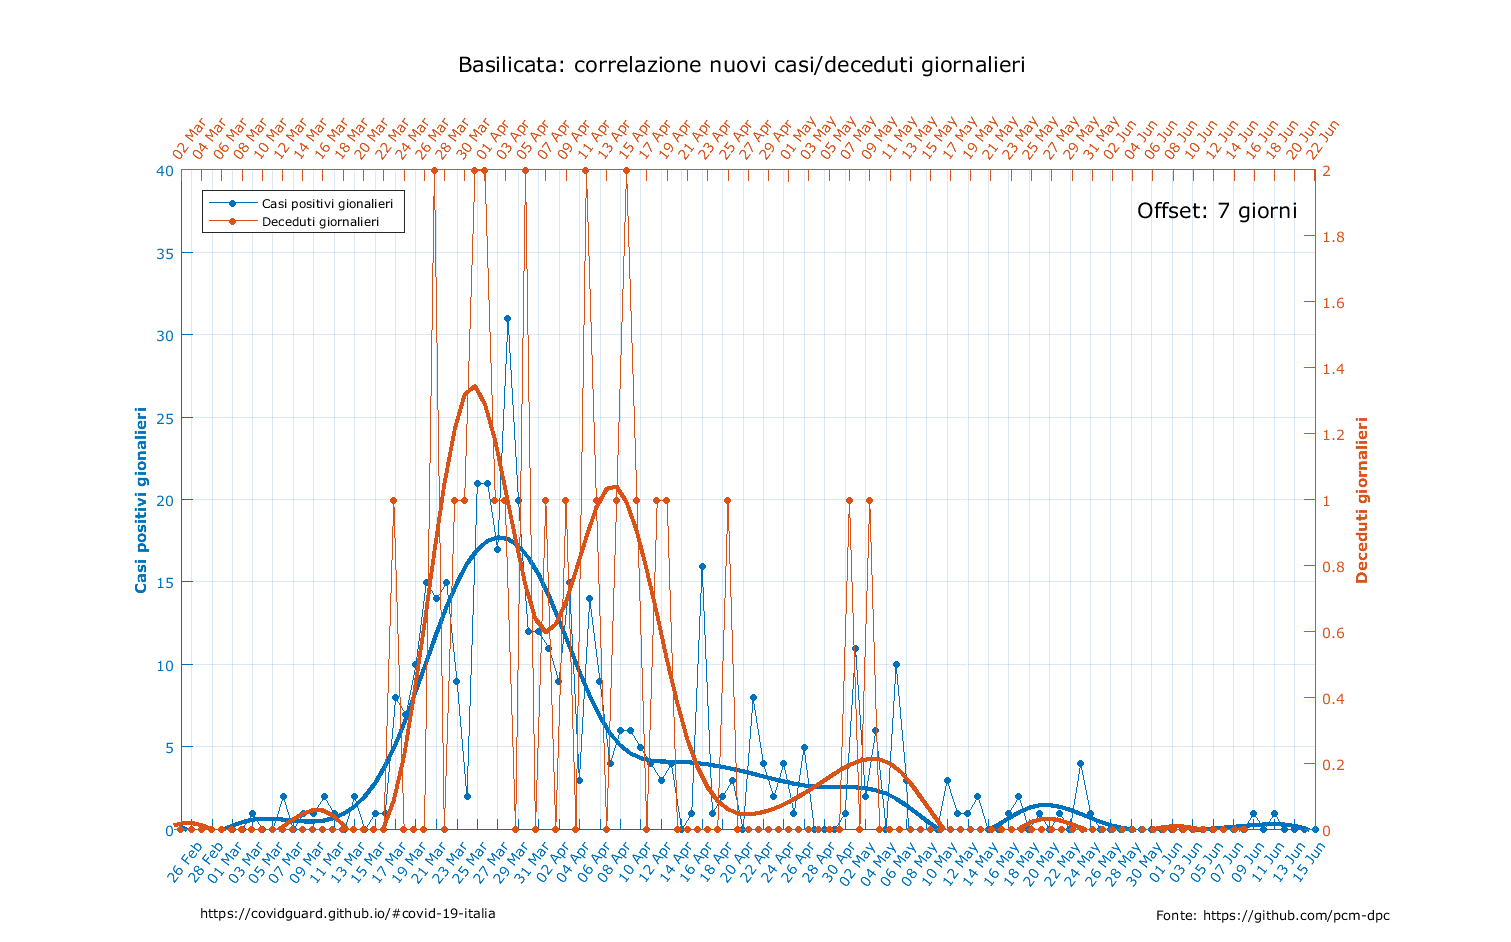 Basilicata: correlazione nuovi casi/deceduti giornalieri
02 Mar
04 Mar
06 Mar
08 Mar
10 Mar
12 Mar
14 Mar
16 Mar
18 Mar
20 Mar
22 Mar
24 Mar
26 Mar
28 Mar
30 Mar
01 Apr
03 Apr
05 Apr
07 Apr
09 Apr
11 Apr
13 Apr
15 Apr
17 Apr
19 Apr
21 Apr
23 Apr
25 Apr
27 Apr
29 Apr
01 May
03 May
05 May
07 May
09 May
11 May
13 May
15 May
17 May
19 May
21 May
23 May
25 May
27 May
29 May
31 May
02 Jun
04 Jun
06 Jun
08 Jun
10 Jun
12 Jun
14 Jun
16 Jun
18 Jun
20 Jun
22 Jun
Casi positivi gionalieri
Deceduti giornalieri
Offset: 7 giorni
40
35
30
25
20
15
10
5
0
Casi positivi gionalieri
2
1.8
1.6
1.4
1.2
1
0.8
0.6
0.4
0.2
0
Deceduti giornalieri
26 Feb
28 Feb
01 Mar
03 Mar
05 Mar
07 Mar
09 Mar
11 Mar
13 Mar
15 Mar
17 Mar
19 Mar
21 Mar
23 Mar
25 Mar
27 Mar
29 Mar
31 Mar
02 Apr
04 Apr
06 Apr
08 Apr
10 Apr
12 Apr
14 Apr
16 Apr
18 Apr
20 Apr
22 Apr
24 Apr
26 Apr
28 Apr
30 Apr
02 May
04 May
06 May
08 May
10 May
12 May
14 May
16 May
18 May
20 May
22 May
24 May
26 May
28 May
30 May
01 Jun
03 Jun
05 Jun
07 Jun
09 Jun
11 Jun
13 Jun
15 Jun
https://covidguard.github.io/#covid-19-italia
Fonte: https://github.com/pcm-dpc